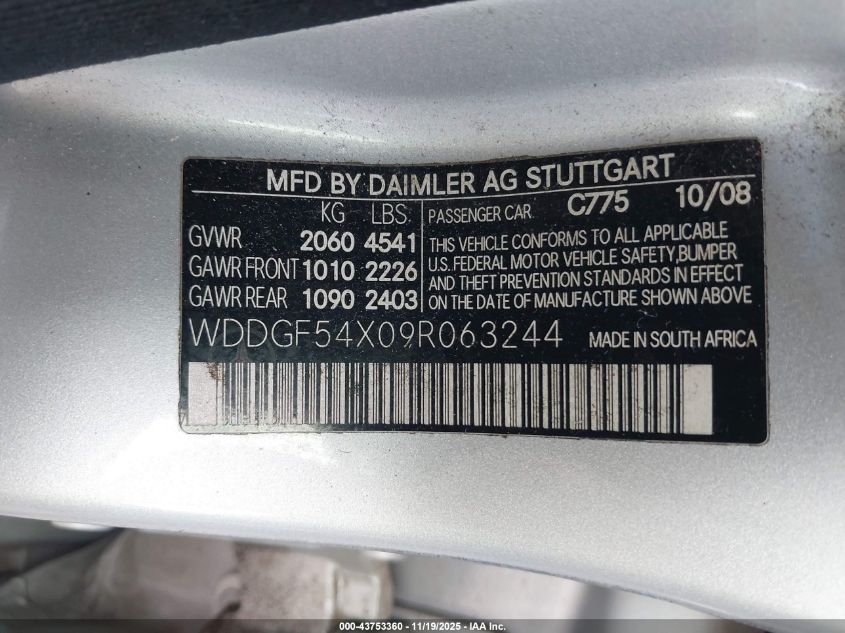 MFD BY DAIMLER AG STUTTGART
KG LBS.
GVWR 2060 4541
GAWR FRONT 1010 2226
GAWR REAR 1090 2403
PASSENGER CAR C775 10/08
THIS VEHICLE CONFORMS TO ALL APPLICABLE
U.S. FEDERAL MOTOR VEHICLE SAFETY, BUMPER
AND THEFT PREVENTION STANDARDS IN EFFECT
ON THE DATE OF MANUFACTURE SHOWN ABOVE
WDDGF54X09R063244 MADE IN SOUTH AFRICA
000-43753360 • 11/19/2025 - IAA Inc.